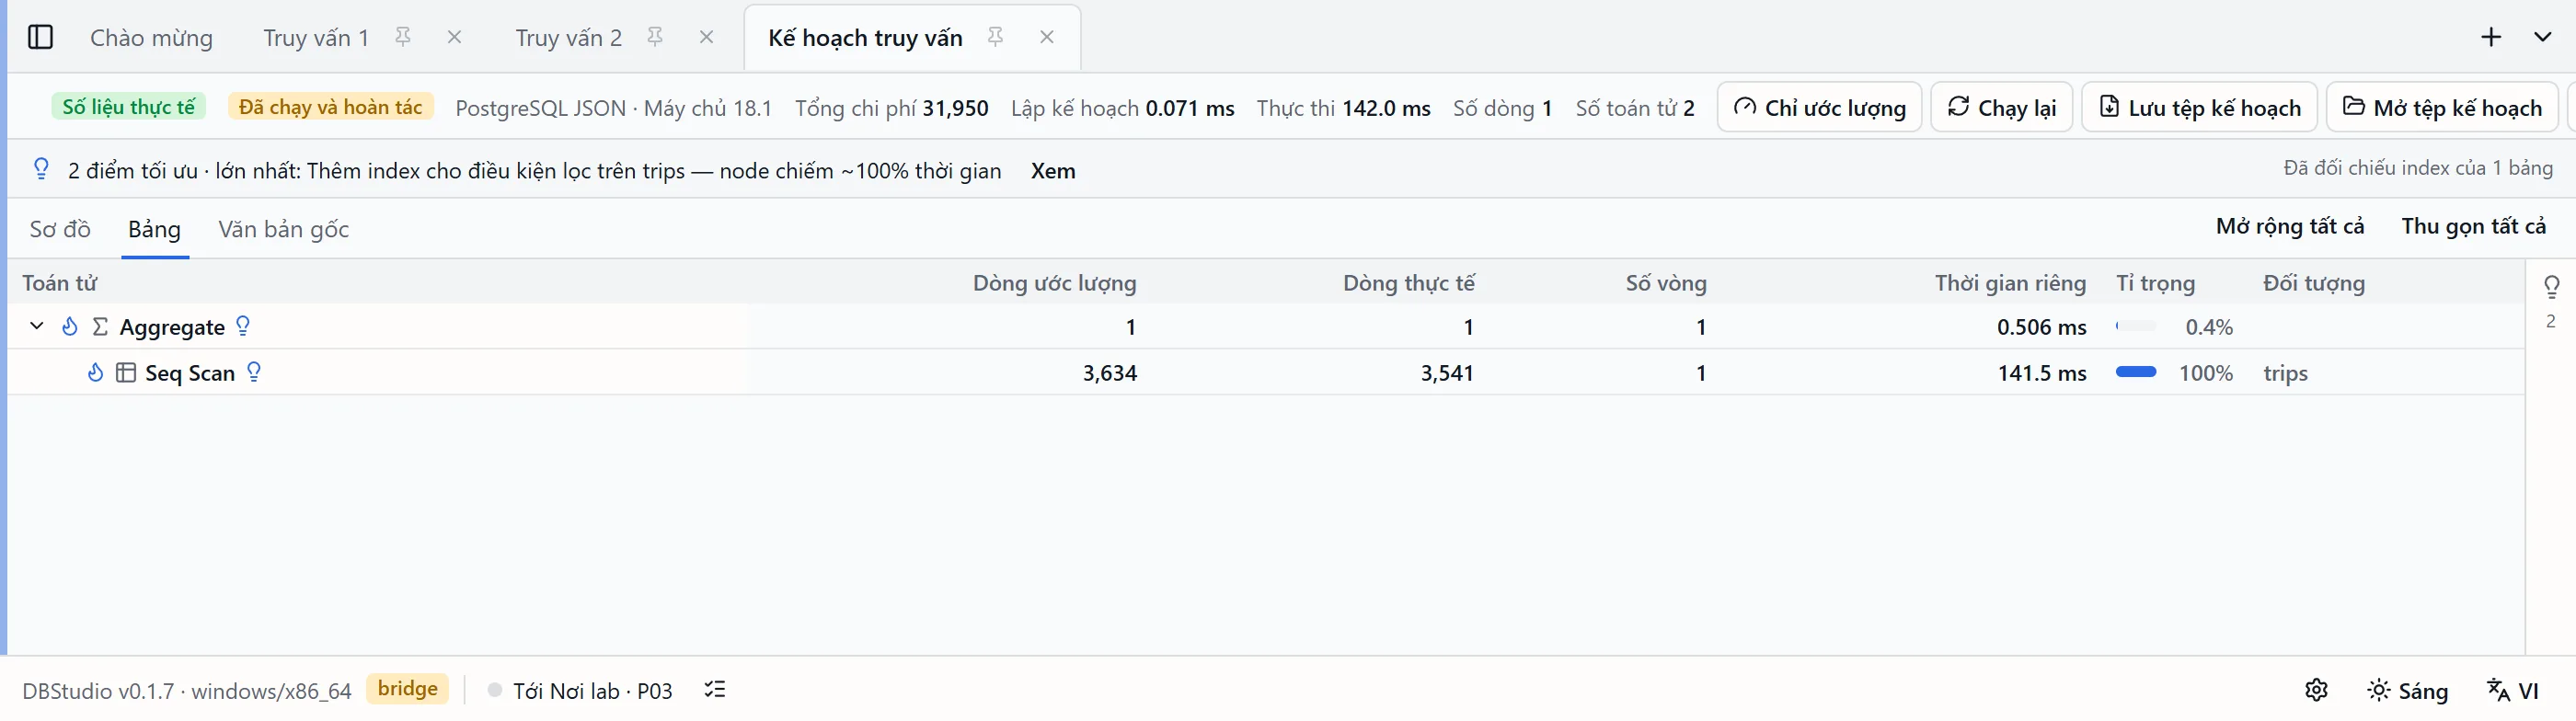 Chào mừng Truy vấn 1 Truy vấn 2 Kế hoạch truy vấn
Số liệu thực tế Đã chạy và hoàn tác PostgreSQL JSON · Máy chủ 18.1 Tổng chi phí 31,950 Lập kế hoạch 0.071 ms Thực thi 142.0 ms Số dòng 1 Số toán tử 2 Chỉ ước lượng Chạy lại Lưu tệp kế hoạch Mở tệp kế hoạch
2 điểm tối ưu · lớn nhất: Thêm index cho điều kiện lọc trên trips — node chiếm ~100% thời gian Xem Đã đối chiếu index của 1 bảng
Sơ đồ Bảng Văn bản gốc Mở rộng tất cả Thu gọn tất cả
Toán tử Dòng ước lượng Dòng thực tế Số vòng Thời gian riêng Tỉ trọng Đối tượng
Aggregate 1 1 1 0.506 ms 0.4%
2
Seq Scan 3,634 3,541 1 141.5 ms 100% trips
DBStudio v0.1.7 · windows/x86_64 bridge Tới Nơi lab · P03 Sáng VI